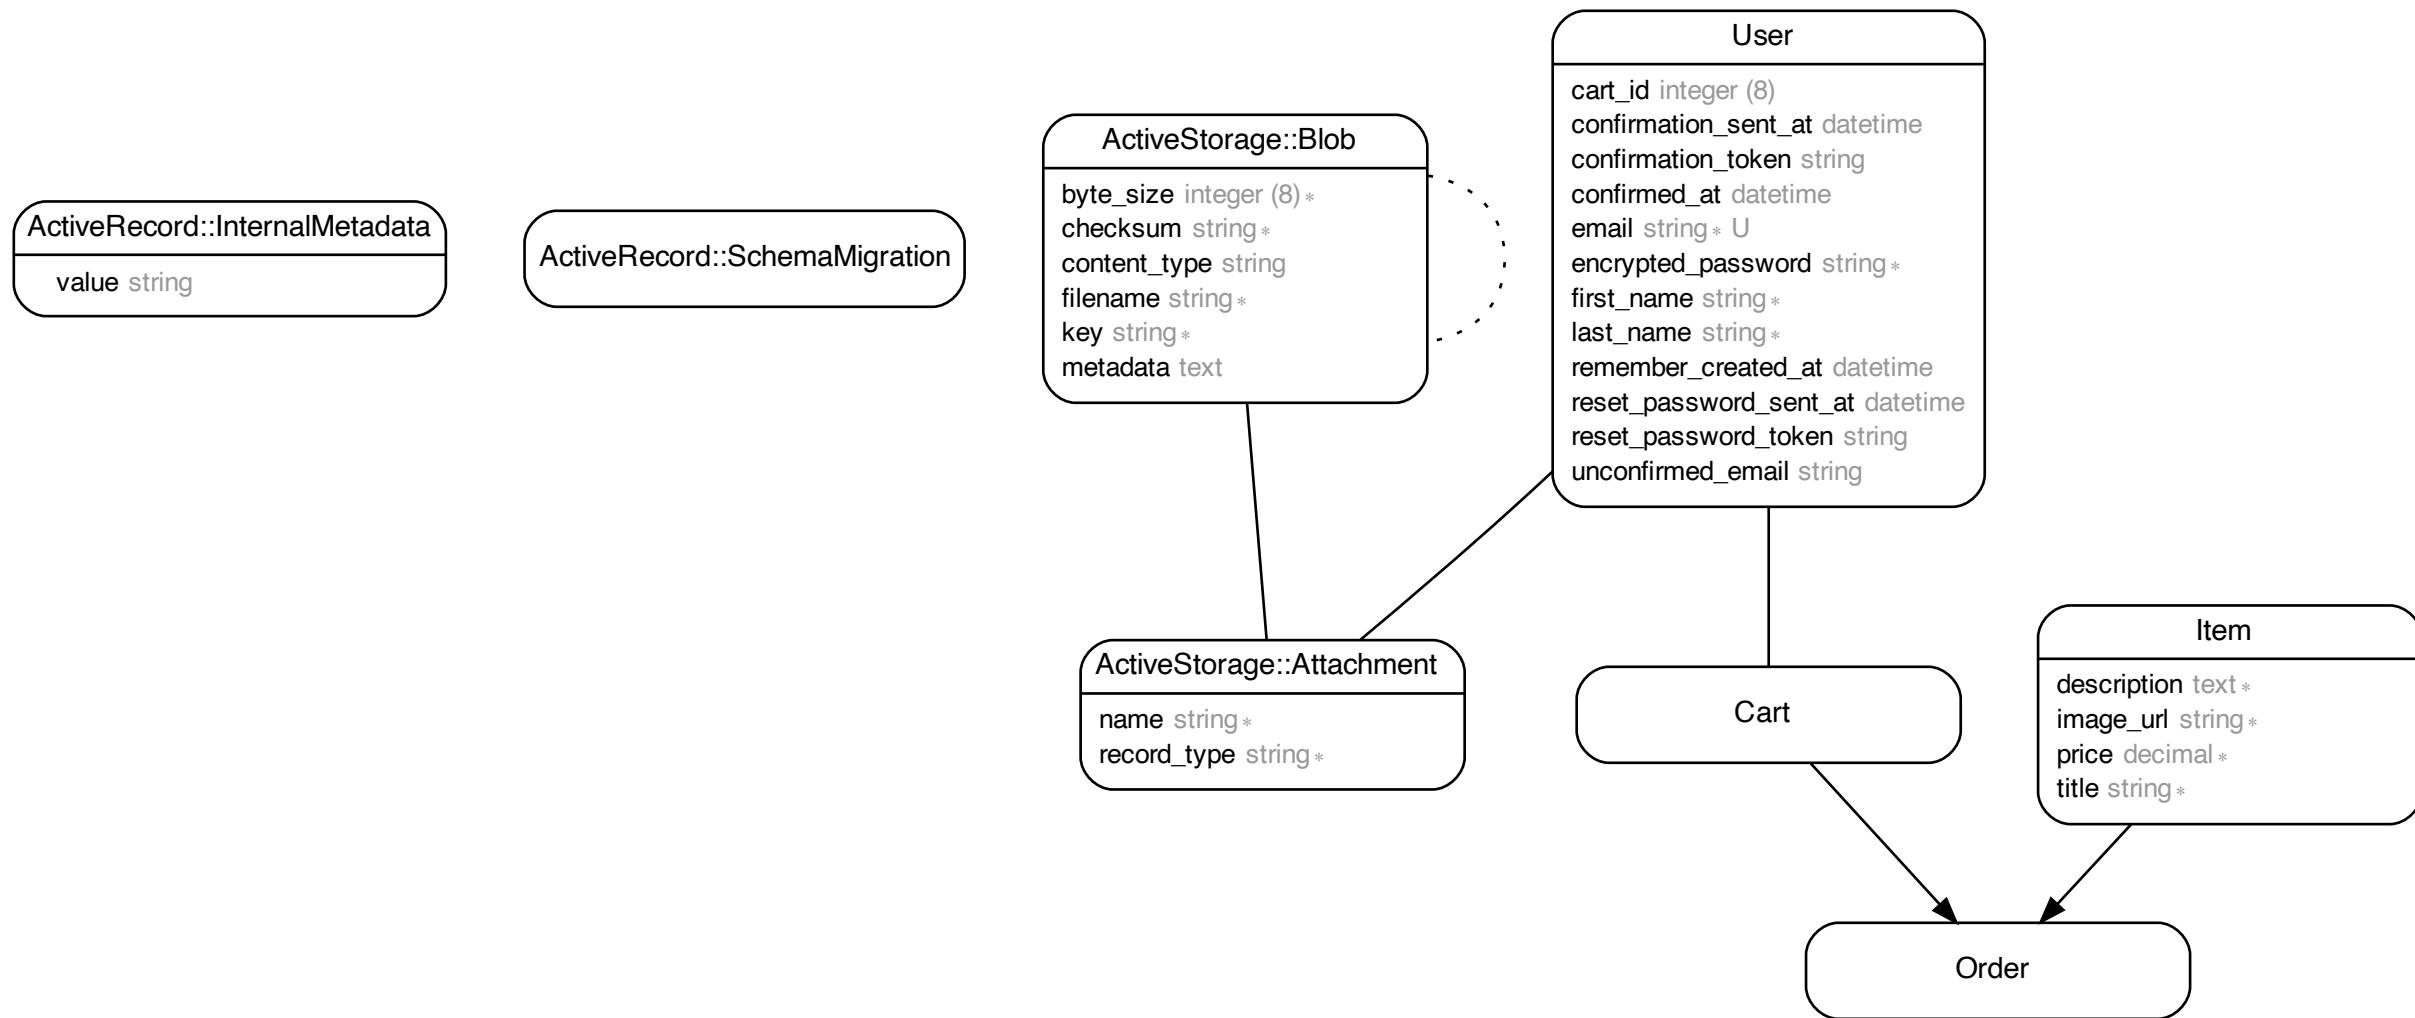 ActiveRecord::InternalMetadata
value string
ActiveRecord::SchemaMigration
ActiveStorage::Blob
byte_size integer (8) *
checksum string *
content_type string
filename string *
key string *
metadata text
User
cart_id integer (8)
confirmation_sent_at datetime
confirmation_token string
confirmed_at datetime
email string * U
encrypted_password string *
first_name string *
last_name string *
remember_created_at datetime
reset_password_sent_at datetime
reset_password_token string
unconfirmed_email string
ActiveStorage::Attachment
name string *
record_type string *
Cart
Item
description text *
image_url string *
price decimal *
title string *
Order